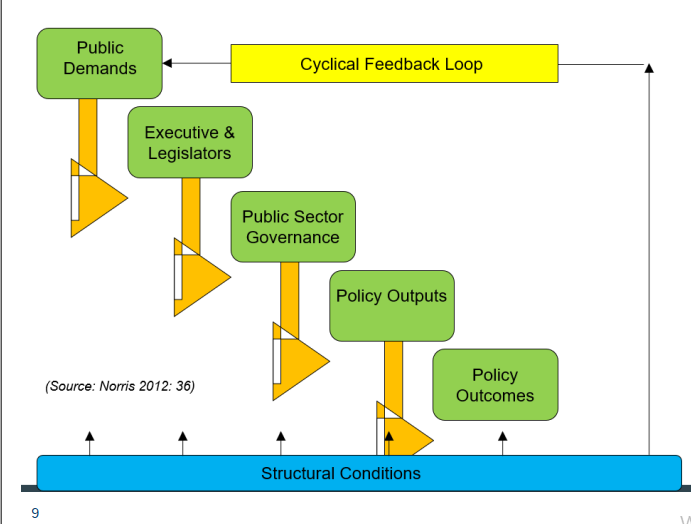 Public
Demands
Cyclical Feedback Loop
Executive &
Legislators
Public Sector
Governance
Policy Outputs
Policy
Outcomes
(Source: Norris 2012: 36)
Structural Conditions
9